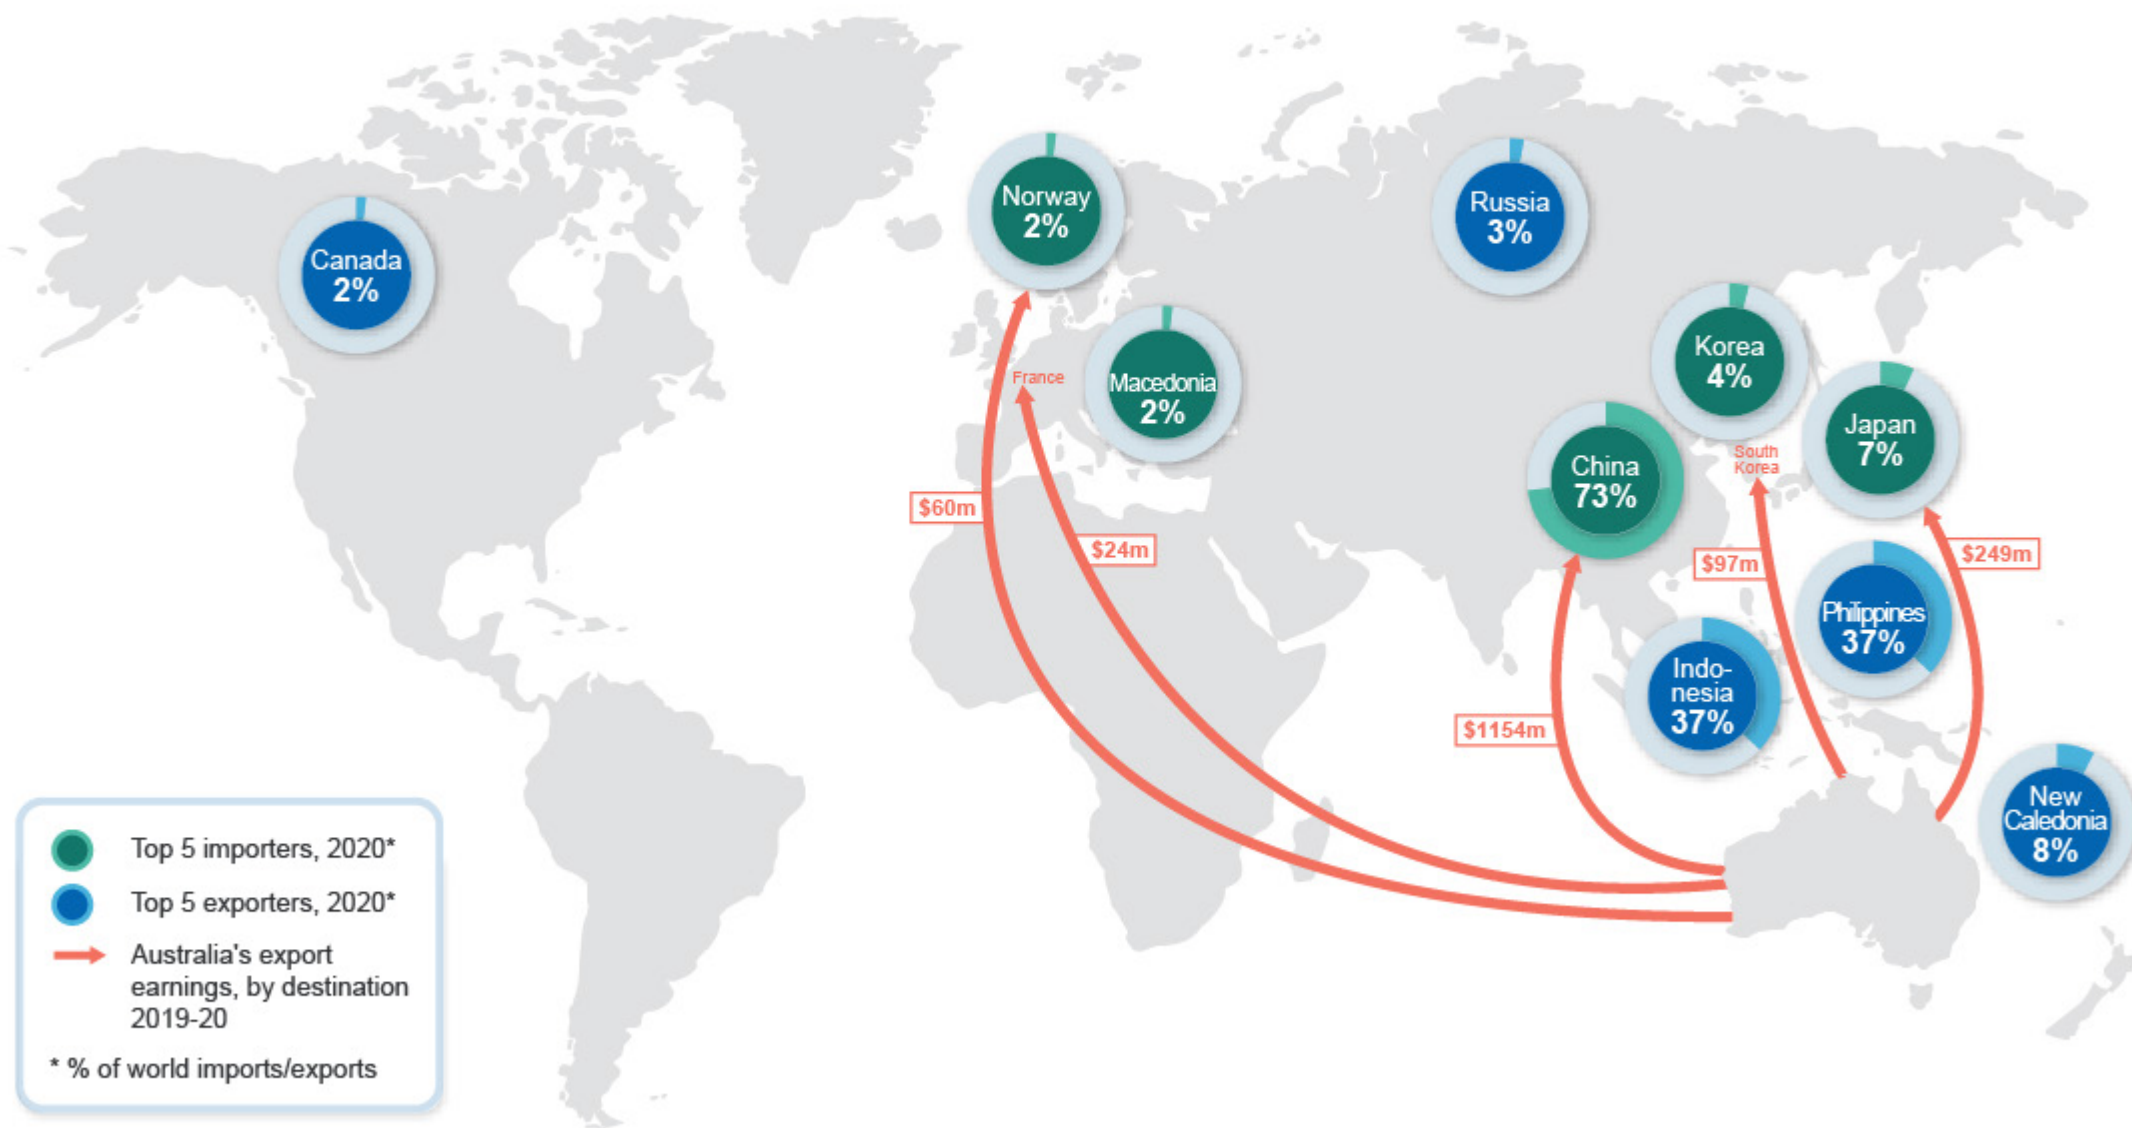 Canada
2%
Norway
2%
Russia
3%
France
Macedonia
2%
Korea
4%
Japan
7%
China
73%
South
Korea
$60m
$24m
$97m
$249m
Philippines
37%
Indo-
nesia
37%
$1154m
New
Caledonia
8%
Top 5 importers, 2020*
Top 5 exporters, 2020*
Australia's export
earnings, by destination
2019-20
* % of world imports/exports